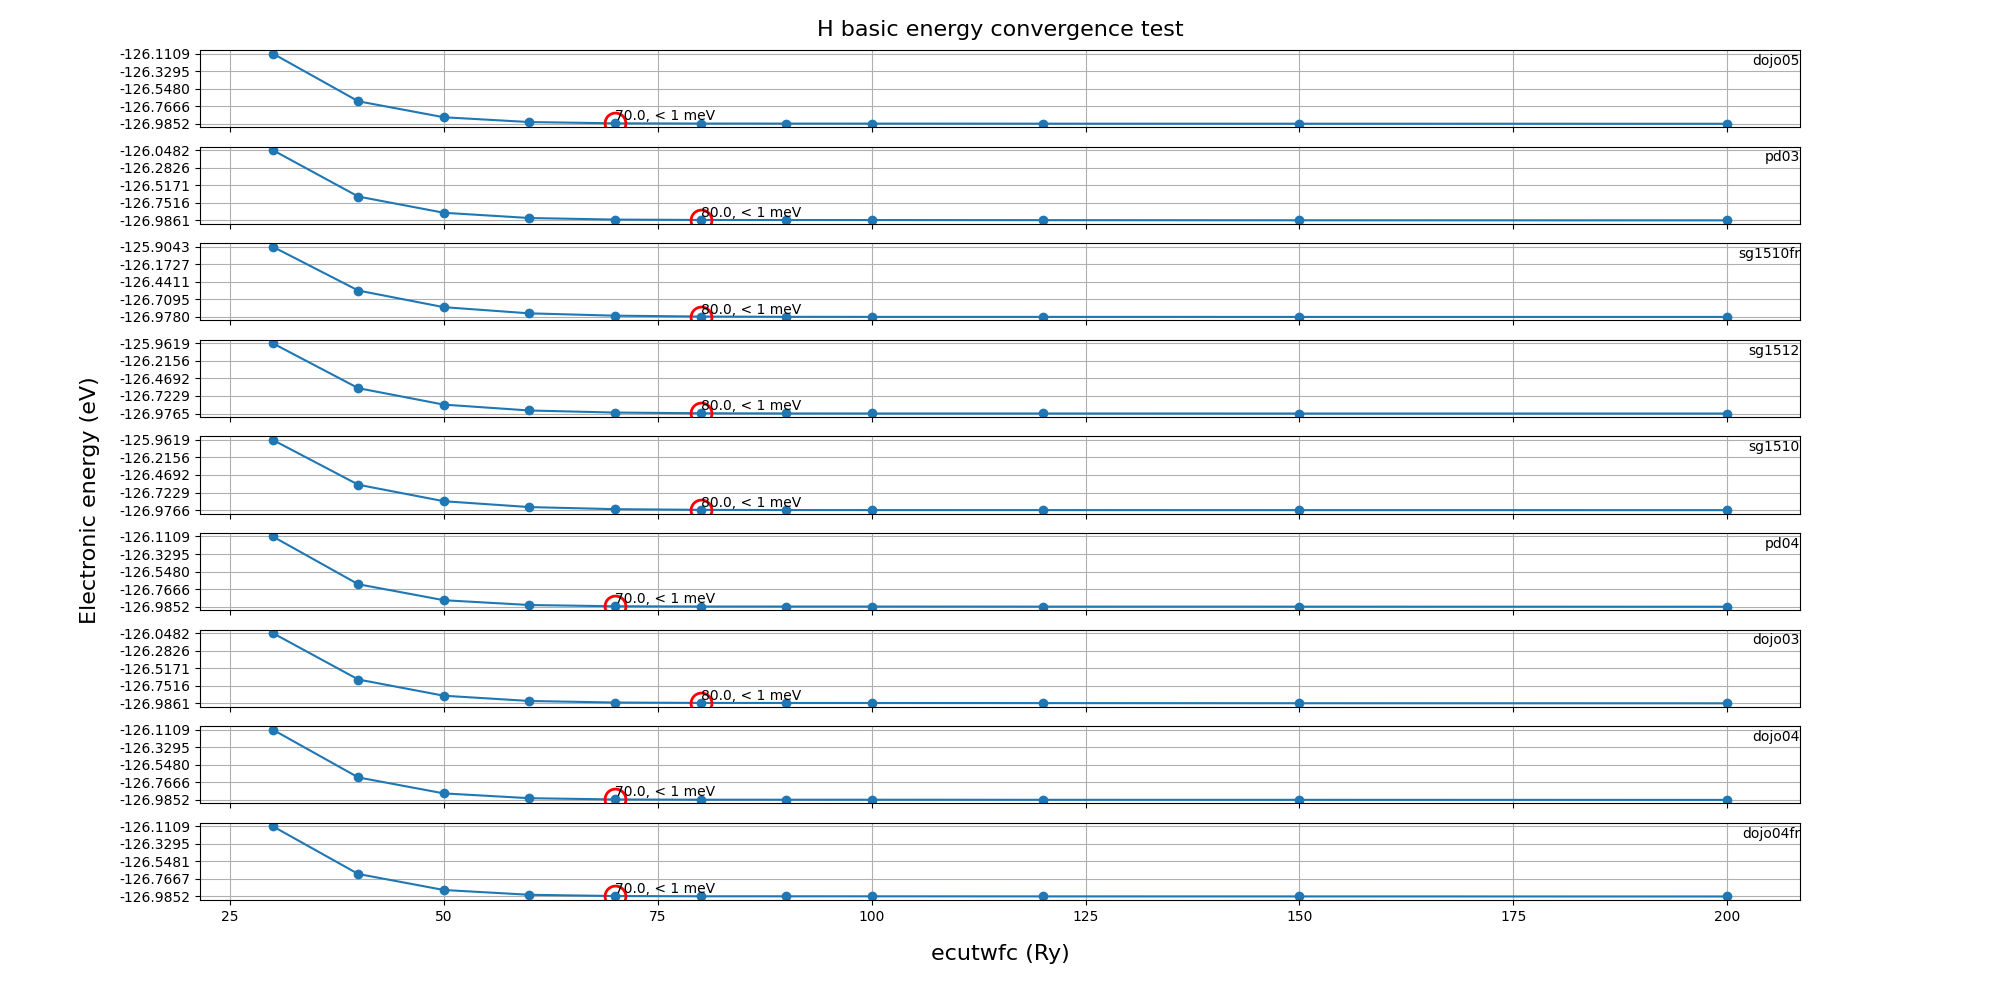 H basic energy convergence test
Electronic energy (eV)
-126.1109
-126.3295
-126.5480
-126.7666
-126.9852
dojo05
70.0, < 1 meV
-126.0482
-126.2826
-126.5171
-126.7516
-126.9861
pd03
80.0, < 1 meV
-125.9043
-126.1727
-126.4411
-126.7095
-126.9780
sg1510fr
80.0, < 1 meV
-125.9619
-126.2156
-126.4692
-126.7229
-126.9765
sg1512
80.0, < 1 meV
-125.9619
-126.2156
-126.4692
-126.7229
-126.9766
sg1510
80.0, < 1 meV
-126.1109
-126.3295
-126.5480
-126.7666
-126.9852
pd04
70.0, < 1 meV
-126.0482
-126.2826
-126.5171
-126.7516
-126.9861
dojo03
80.0, < 1 meV
-126.1109
-126.3295
-126.5480
-126.7666
-126.9852
dojo04
70.0, < 1 meV
-126.1109
-126.3295
-126.5481
-126.7667
-126.9852
dojo04fr
70.0, < 1 meV
25 50 75 100 125 150 175 200
ecutwfc (Ry)